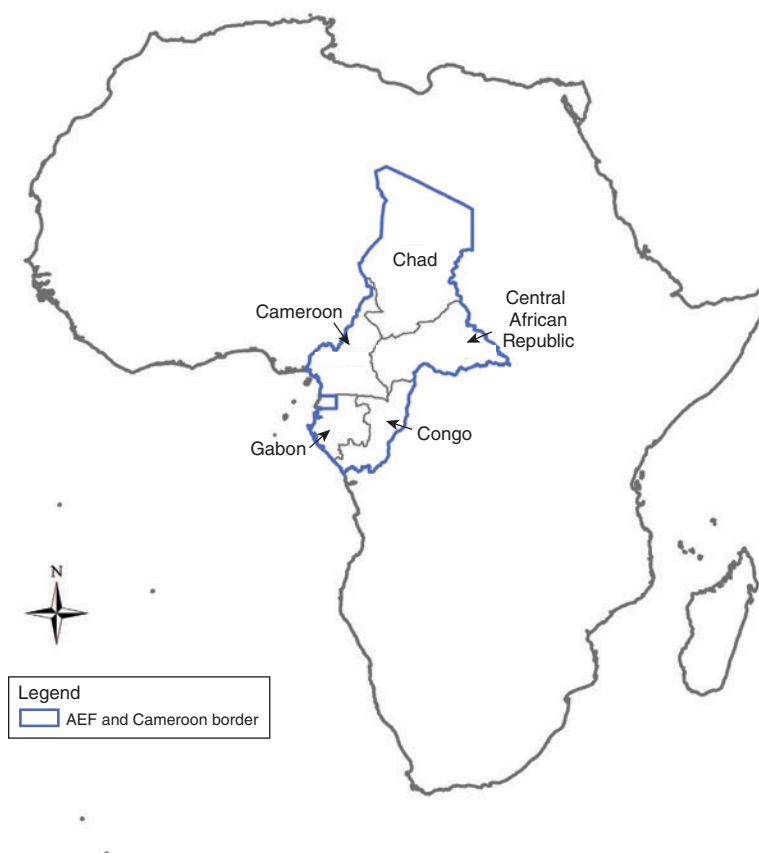 Chad
Cameroon
Central
African
Republic
Gabon
Congo
N
Legend
AEF and Cameroon border